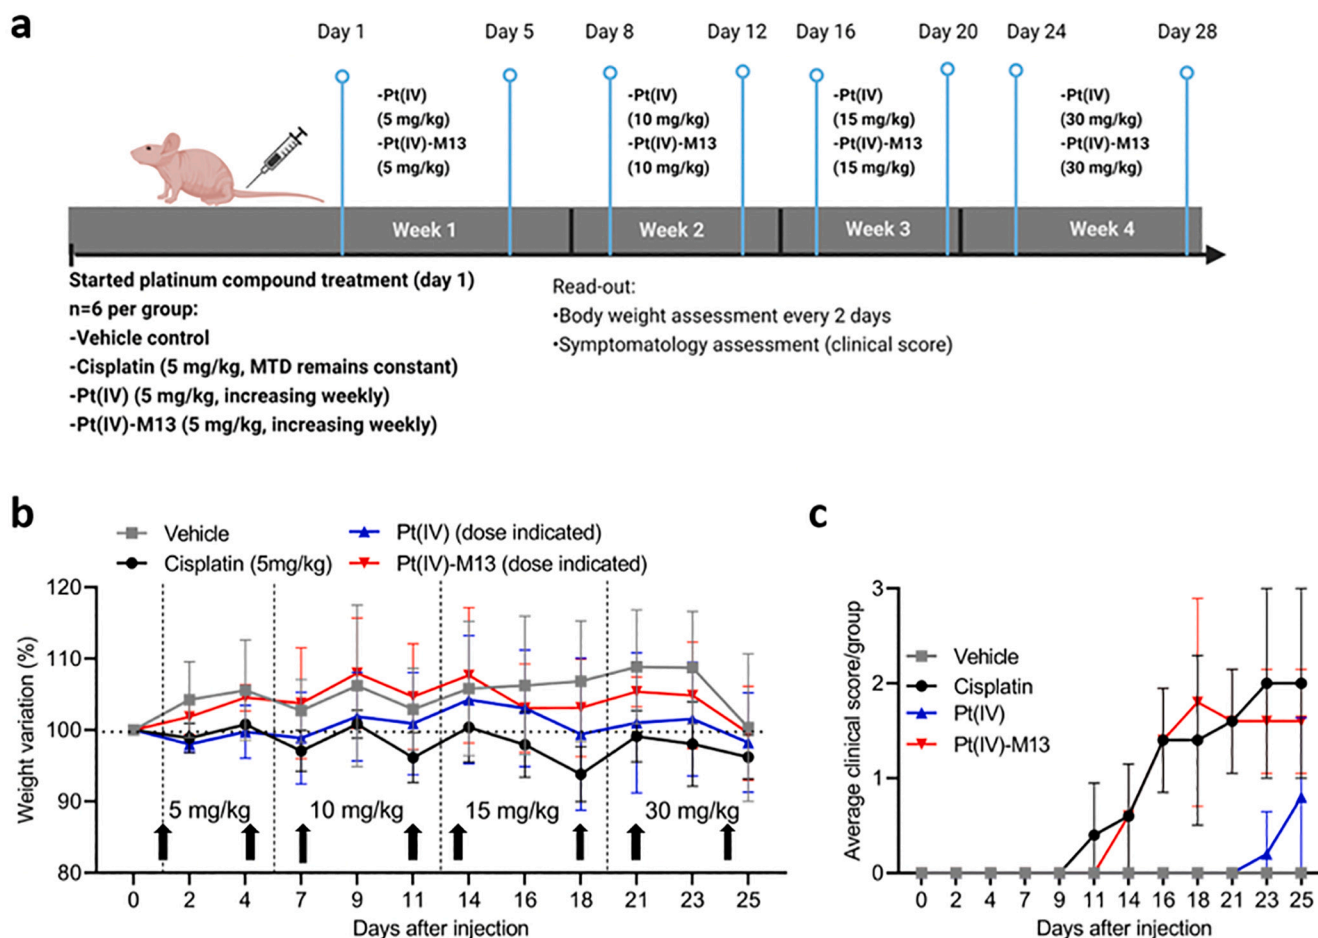 a
Day 1
Day 5
Day 8
Day 12
Day 16
Day 20
Day 24
Day 28
-Pt(IV)
(5 mg/kg)
-Pt(IV)-M13
(5 mg/kg)
-Pt(IV)
(10 mg/kg)
-Pt(IV)-M13
(10 mg/kg)
-Pt(IV)
(15 mg/kg)
-Pt(IV)-M13
(15 mg/kg)
-Pt(IV)
(30 mg/kg)
-Pt(IV)-M13
(30 mg/kg)
Week 1
Week 2
Week 3
Week 4
Started platinum compound treatment (day 1)
n=6 per group:
-Vehicle control
-Cisplatin (5 mg/kg, MTD remains constant)
-Pt(IV) (5 mg/kg, increasing weekly)
-Pt(IV)-M13 (5 mg/kg, increasing weekly)
Read-out:
•Body weight assessment every 2 days
•Symptomatology assessment (clinical score)
b
Vehicle
Cisplatin (5mg/kg)
Pt(IV) (dose indicated)
Pt(IV)-M13 (dose indicated)
Weight variation (%)
120
110
100
90
80
5 mg/kg
10 mg/kg
15 mg/kg
30 mg/kg
0 2 4 7 9 11 14 16 18 21 23 25
Days after injection
c
Average clinical score/group
3
2
1
0
Vehicle
Cisplatin
Pt(IV)
Pt(IV)-M13
0 2 4 7 9 11 14 16 18 21 23 25
Days after injection